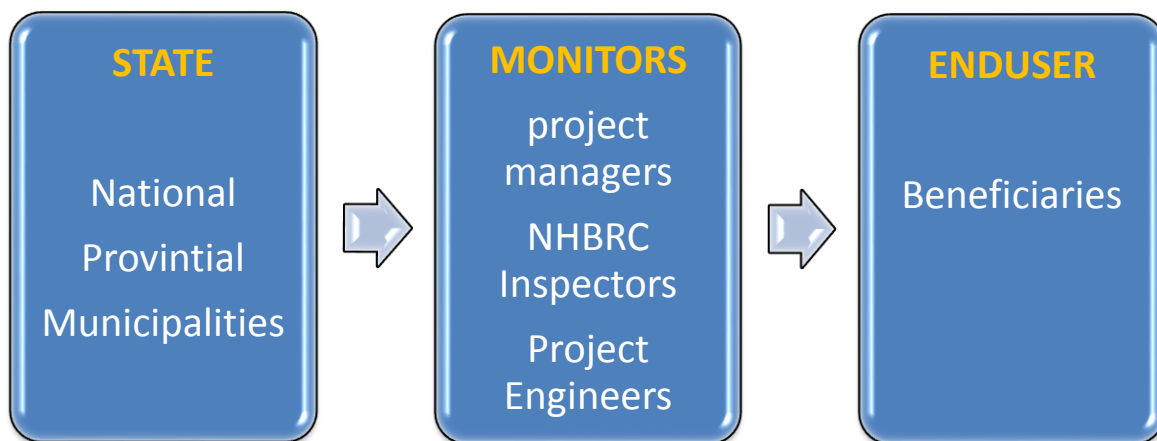 STATE
National
Provintial
Municipalities
MONITORS
project
managers
NHBRC
Inspectors
Project
Engineers
ENDUSER
Beneficiaries